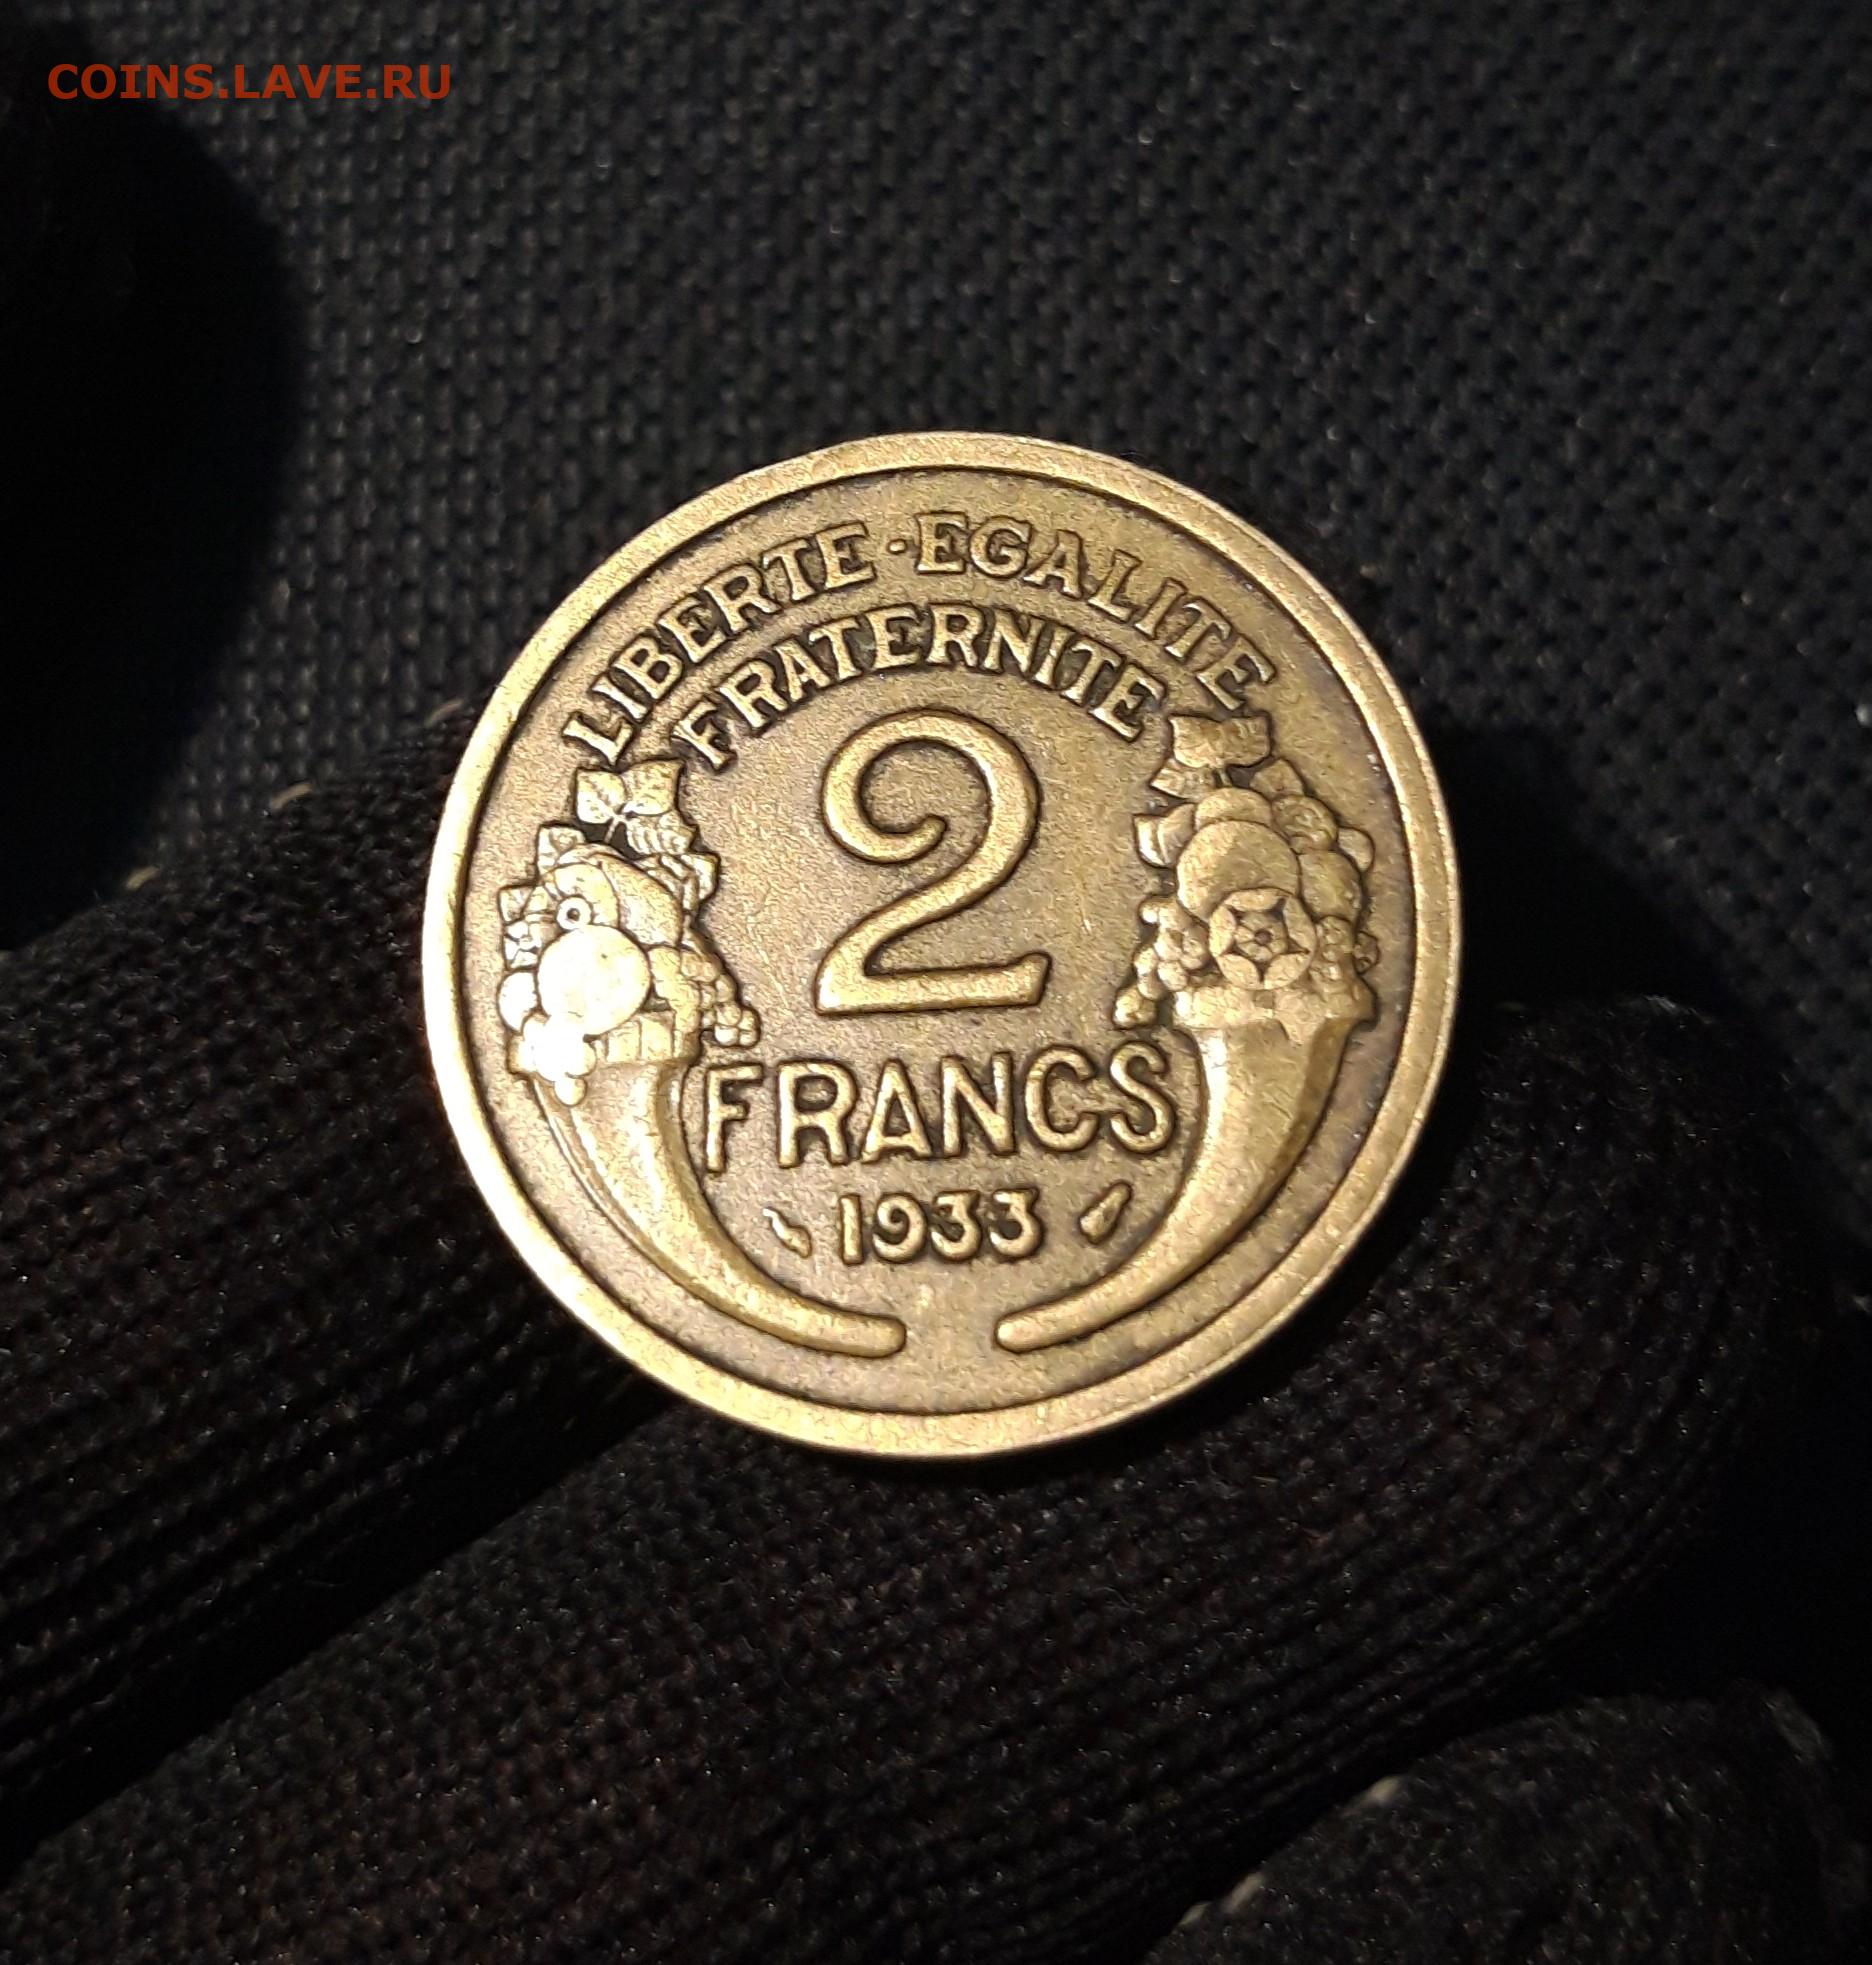 COINS.LAVE.RU
LIBERTE·EGALITE
FRATERNITE
2
FRANCS
1933